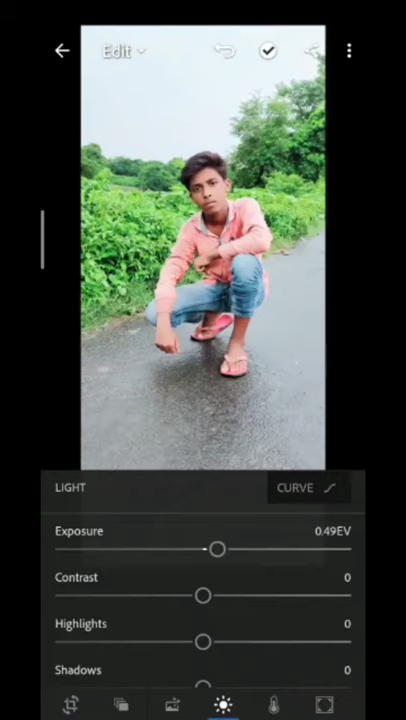 Edit
LIGHT
CURVE
Exposure 0.49EV
Contrast 0
Highlights 0
Shadows 0